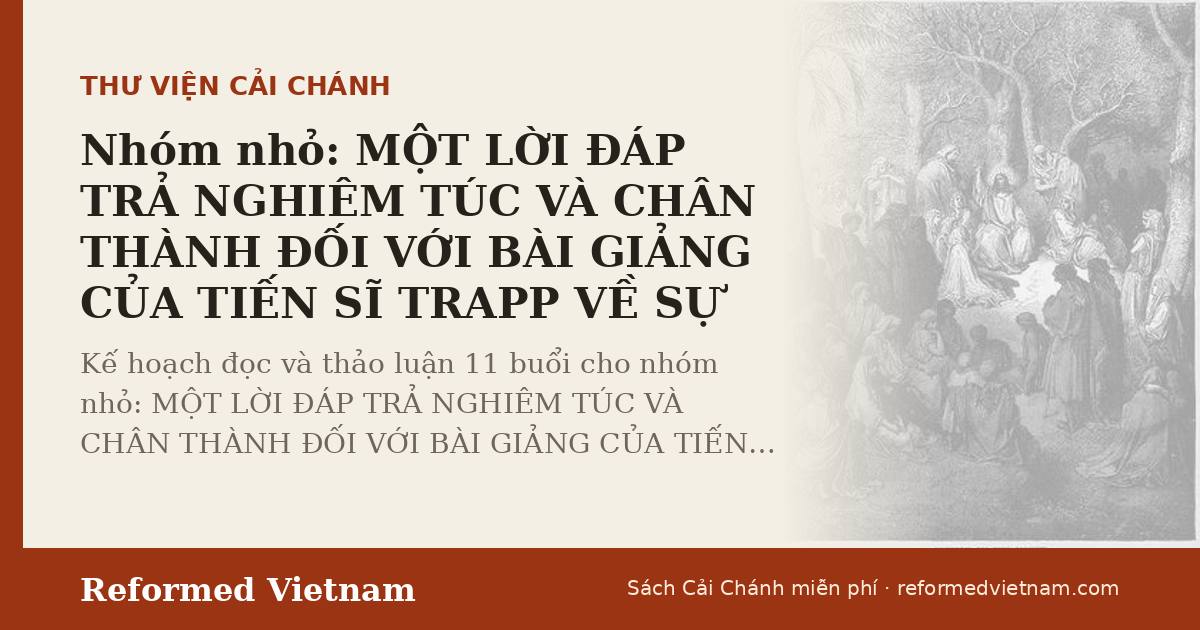 THƯ VIỆN CẢI CHÁNH
Nhóm nhỏ: MỘT LỜI ĐÁP
TRẢ NGHIÊM TÚC VÀ CHÂN
THÀNH ĐỐI VỚI BÀI GIẢNG
CỦA TIẾN SĨ TRAPP VỀ SỰ
Kế hoạch đọc và thảo luận 11 buổi cho nhóm
nhỏ: MỘT LỜI ĐÁP TRẢ NGHIÊM TÚC VÀ
CHÂN THÀNH ĐỐI VỚI BÀI GIẢNG CỦA TIẾN...
Reformed Vietnam
Sách Cải Chánh miễn phí · reformedvietnam.com